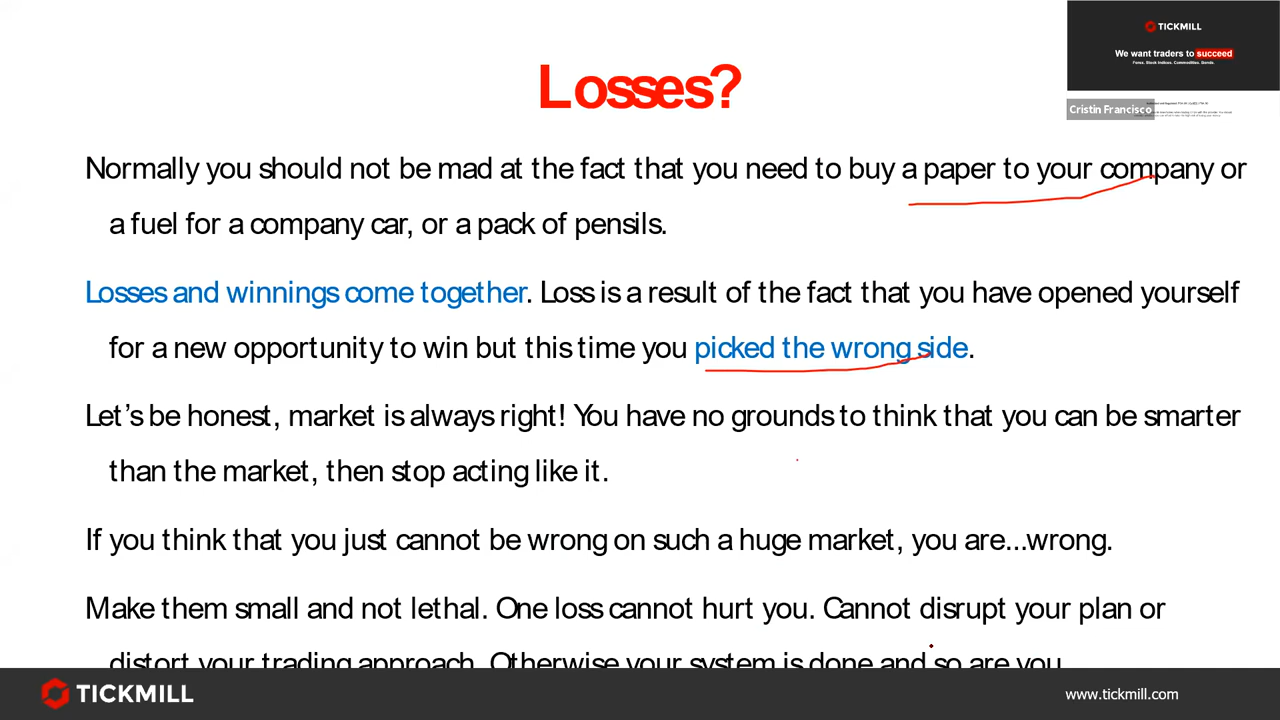 TICKMILL
We want traders to succeed
Forex. Stock Indices. Commodities. Bonds.
Cristin Francisco
Losses?
Normally you should not be mad at the fact that you need to buy a paper to your company or
a fuel for a company car, or a pack of pensils.
Losses and winnings come together. Loss is a result of the fact that you have opened yourself
for a new opportunity to win but this time you picked the wrong side.
Let’s be honest, market is always right! You have no grounds to think that you can be smarter
than the market, then stop acting like it.
If you think that you just cannot be wrong on such a huge market, you are...wrong.
Make them small and not lethal. One loss cannot hurt you. Cannot disrupt your plan or
distort your trading approach. Otherwise your system is done and so are you
TICKMILL
www.tickmill.com